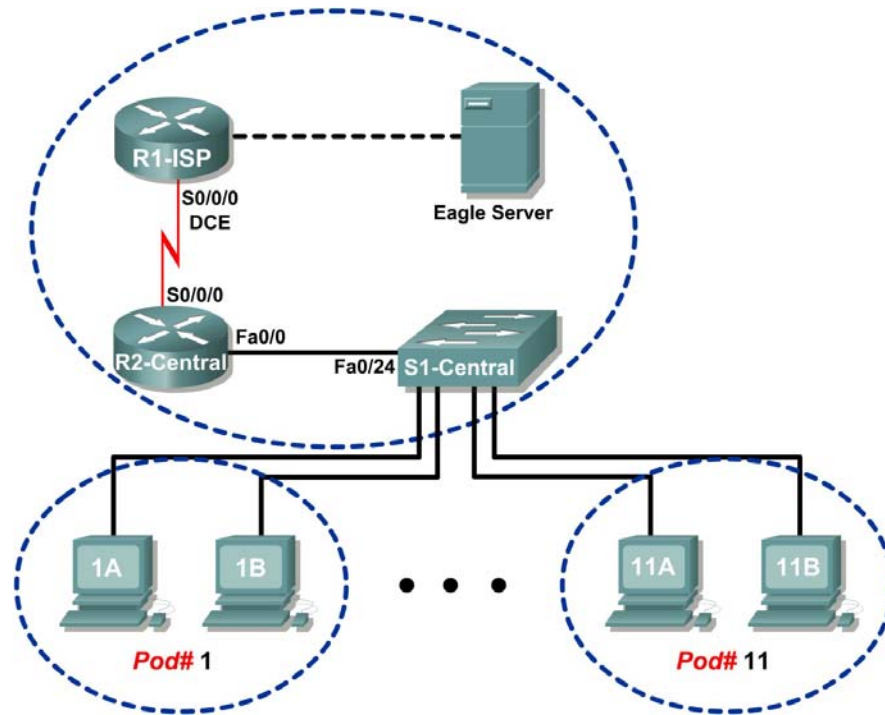 R1-ISP
S0/0/0
DCE
Eagle Server
S0/0/0
R2-Central
Fa0/0
Fa0/24
S1-Central
1A
1B
11A
11B
Pod# 1
Pod# 11